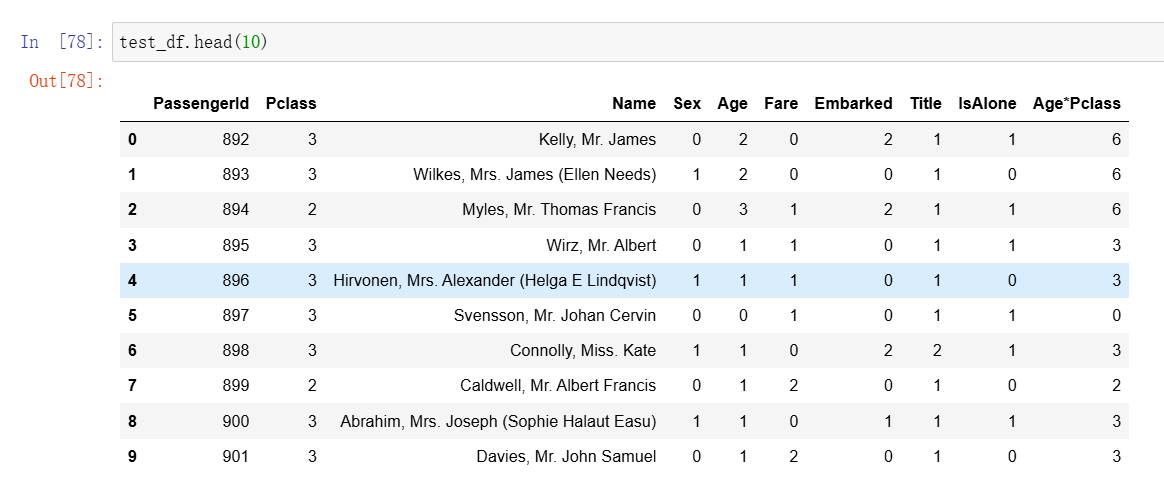 In [78]: test_df.head(10)
Out[78]:
PassengerId Pclass Name Sex Age Fare Embarked Title IsAlone Age*Pclass
0 892 3 Kelly, Mr. James 0 2 0 2 1 1 6
1 893 3 Wilkes, Mrs. James (Ellen Needs) 1 2 0 0 1 0 6
2 894 2 Myles, Mr. Thomas Francis 0 3 1 2 1 1 6
3 895 3 Wirz, Mr. Albert 0 1 1 0 1 1 3
4 896 3 Hirvonen, Mrs. Alexander (Helga E Lindqvist) 1 1 1 0 1 0 3
5 897 3 Svensson, Mr. Johan Cervin 0 0 1 0 1 1 0
6 898 3 Connolly, Miss. Kate 1 1 0 2 2 1 3
7 899 2 Caldwell, Mr. Albert Francis 0 1 2 0 1 0 2
8 900 3 Abrahim, Mrs. Joseph (Sophie Halaut Easu) 1 1 0 1 1 1 3
9 901 3 Davies, Mr. John Samuel 0 1 2 0 1 0 3